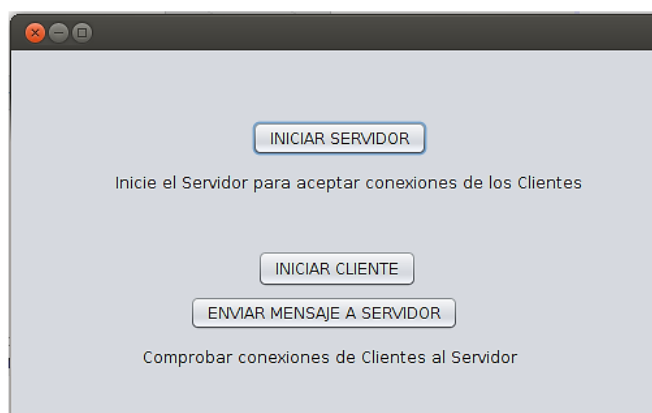 INICIAR SERVIDOR
Inicie el Servidor para aceptar conexiones de los Clientes
INICIAR CLIENTE
ENVIAR MENSAJE A SERVIDOR
Comprobar conexiones de Clientes al Servidor